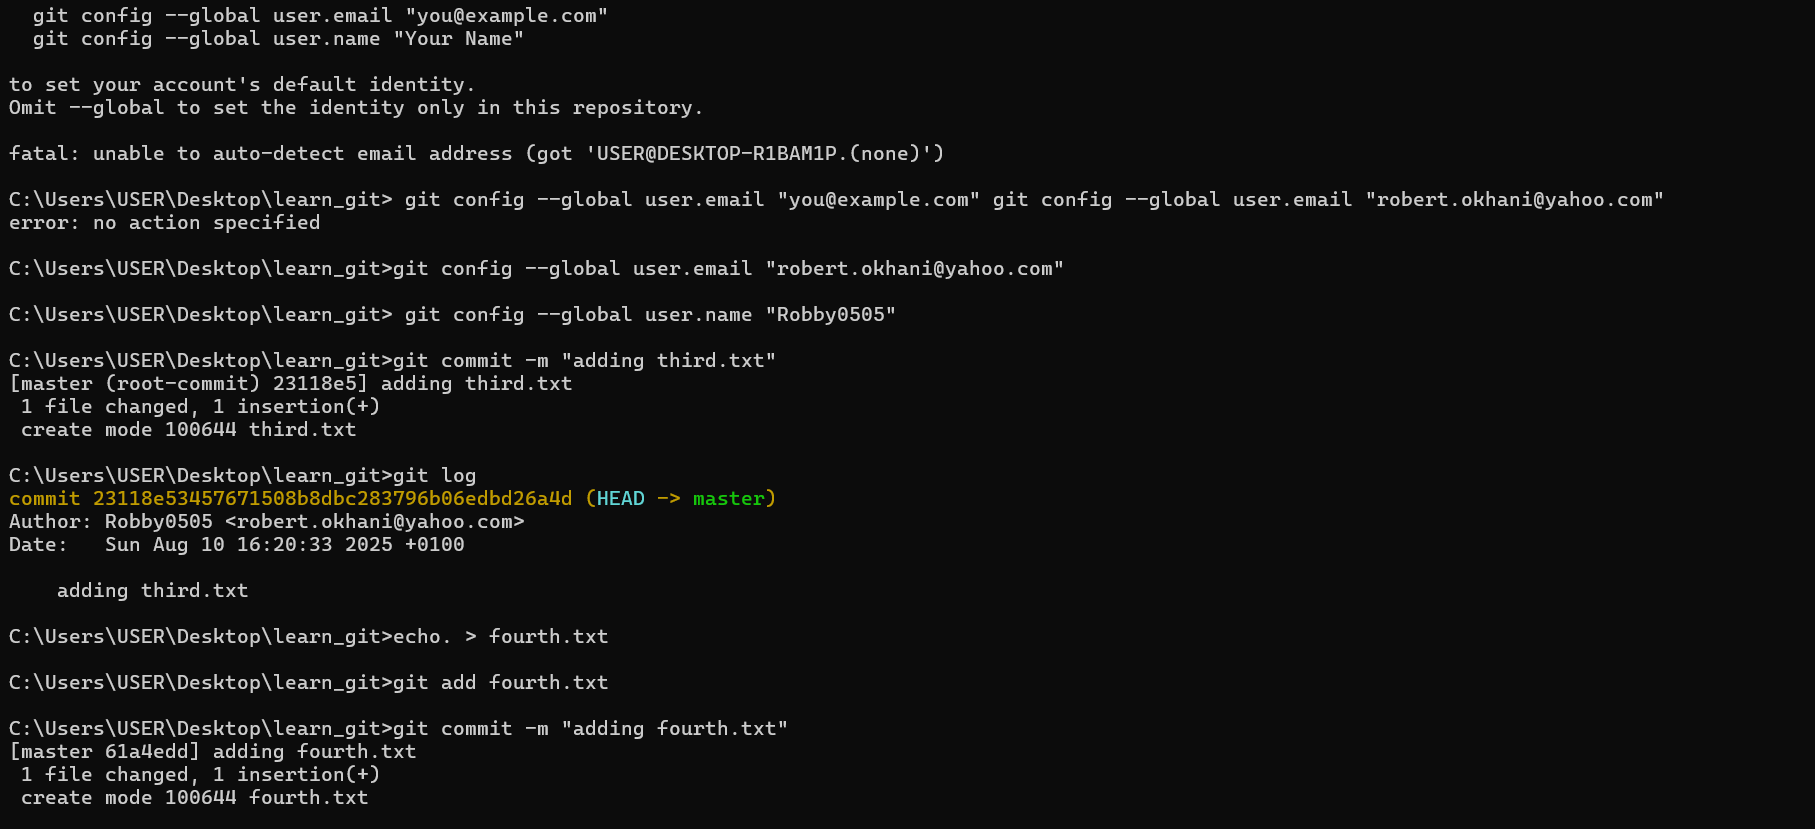 git config --global user.email "you@example.com"
git config --global user.name "Your Name"
to set your account's default identity.
Omit --global to set the identity only in this repository.
fatal: unable to auto-detect email address (got 'USER@DESKTOP-R1BAM1P.(none)')
C:\Users\USER\Desktop\learn_git> git config --global user.email "you@example.com" git config --global user.email "robert.okhani@yahoo.com"
error: no action specified
C:\Users\USER\Desktop\learn_git>git config --global user.email "robert.okhani@yahoo.com"
C:\Users\USER\Desktop\learn_git> git config --global user.name "Robby0505"
C:\Users\USER\Desktop\learn_git>git commit -m "adding third.txt"
[master (root-commit) 23118e5] adding third.txt
1 file changed, 1 insertion(+)
create mode 100644 third.txt
C:\Users\USER\Desktop\learn_git>git log
commit 23118e53457671508b8dbc283796b06edbd26a4d (HEAD -> master)
Author: Robby0505 <robert.okhani@yahoo.com>
Date:   Sun Aug 10 16:20:33 2025 +0100
adding third.txt
C:\Users\USER\Desktop\learn_git>echo. > fourth.txt
C:\Users\USER\Desktop\learn_git>git add fourth.txt
C:\Users\USER\Desktop\learn_git>git commit -m "adding fourth.txt"
[master 61a4edd] adding fourth.txt
1 file changed, 1 insertion(+)
create mode 100644 fourth.txt